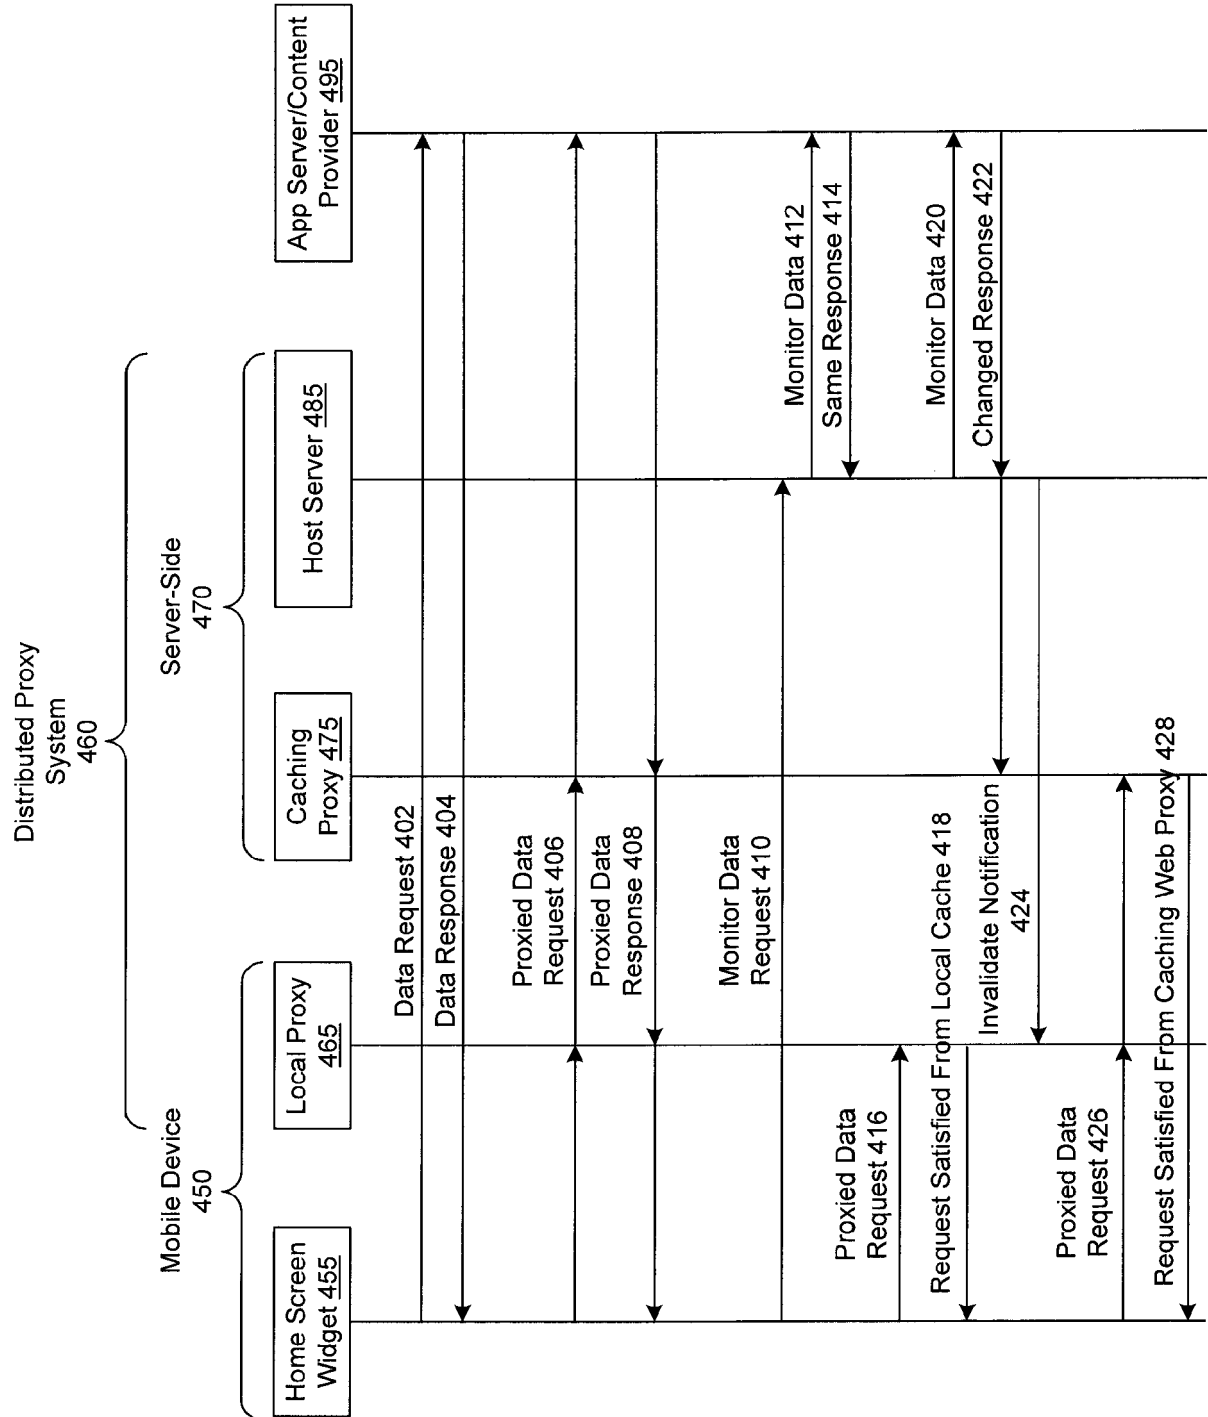 Distributed Proxy
System
460
Mobile Device
450
Server-Side
470
Home Screen
Widget 455
Local Proxy
465
Caching
Proxy 475
Host Server 485
App Server/Content
Provider 495
Data Request 402
Data Response 404
Proxied Data
Request 406
Proxied Data
Response 408
Monitor Data
Request 410
Monitor Data 412
Same Response 414
Proxied Data
Request 416
Request Satisfied From Local Cache 418
Monitor Data 420
Changed Response 422
Invalidate Notification
424
Proxied Data
Request 426
Request Satisfied From Caching Web Proxy 428